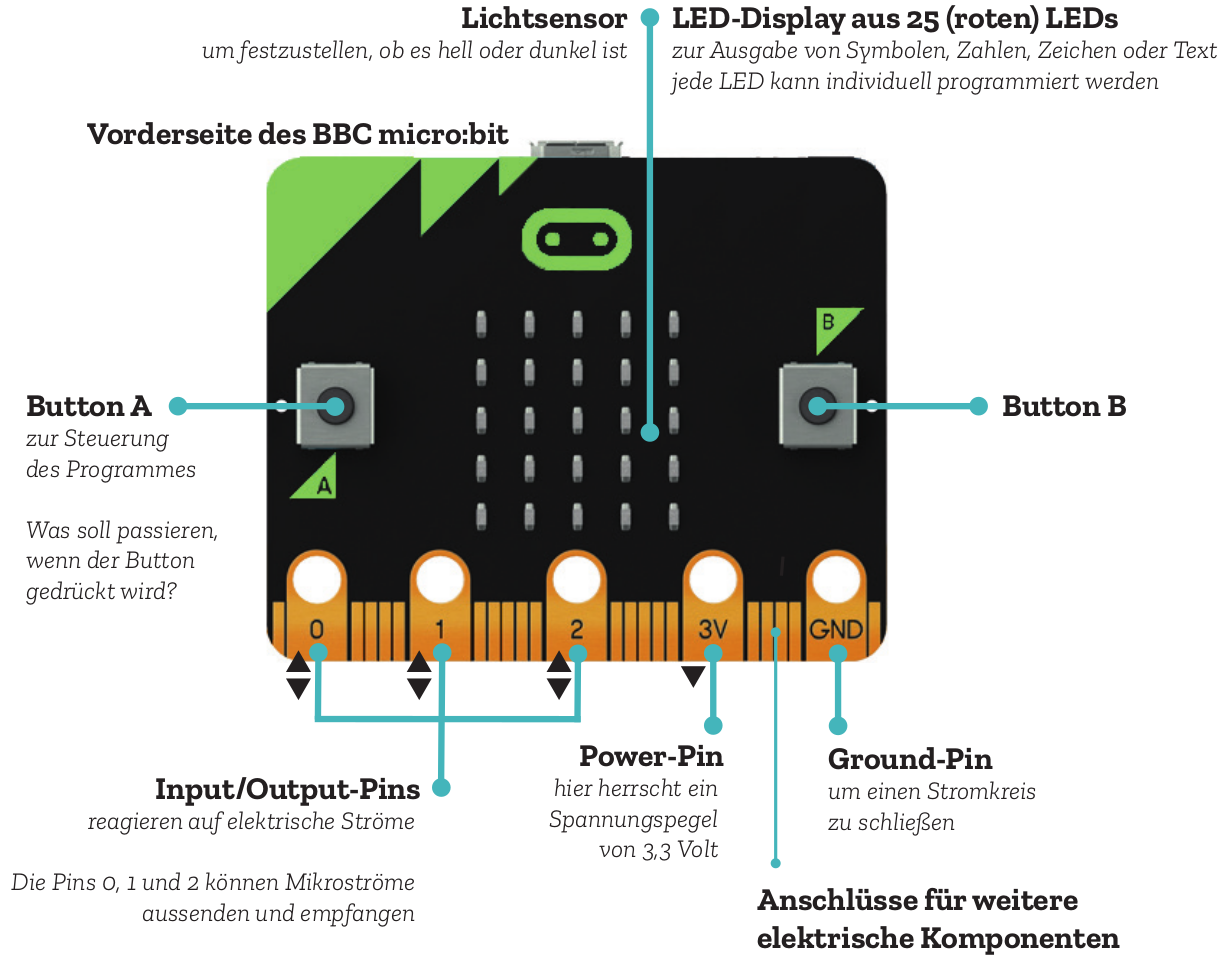 Lichtsensor
um festzustellen, ob es hell oder dunkel ist
LED-Display aus 25 (roten) LEDs
zur Ausgabe von Symbolen, Zahlen, Zeichen oder Text
jede LED kann individuell programmiert werden
Vorderseite des BBC micro:bit
B
Button A
zur Steuerung
des Programmes
Was soll passieren,
wenn der Button
gedrückt wird?
A
Button B
0 1 2 3V GND
Input/Output-Pins
reagieren auf elektrische Ströme
Die Pins 0, 1 und 2 können Mikroströme
aussenden und empfangen
Power-Pin
hier herrscht ein
Spannungspegel
von 3,3 Volt
Ground-Pin
um einen Stromkreis
zu schließen
Anschlüsse für weitere
elektrische Komponenten